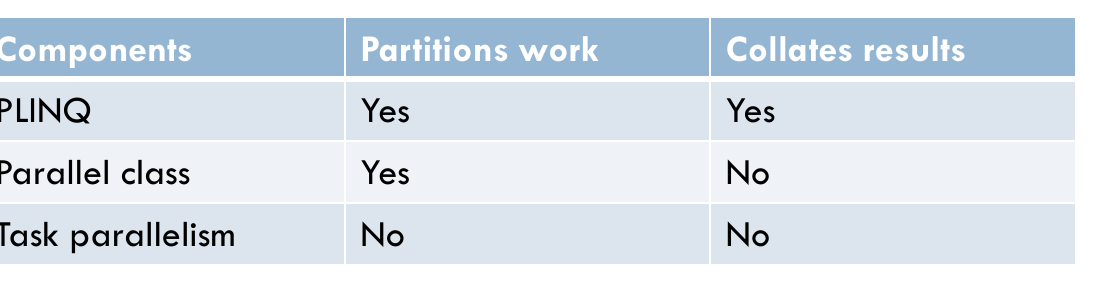 Components Partitions work Collates results
PLINQ Yes Yes
Parallel class Yes No
Task parallelism No No